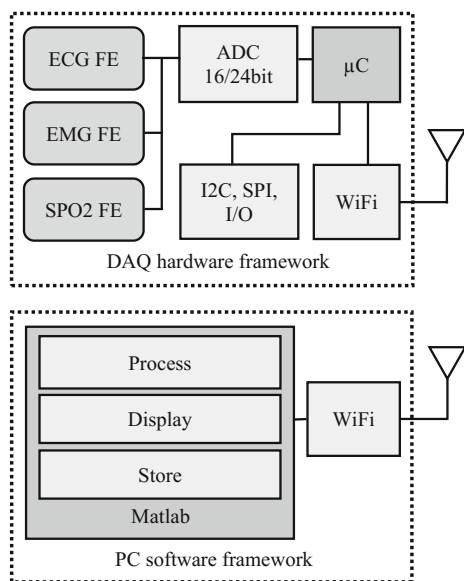 ECG FE
EMG FE
SPO2 FE
ADC
16/24bit
µC
I2C, SPI,
I/O
WiFi
DAQ hardware framework
Process
Display
Store
Matlab
WiFi
PC software framework